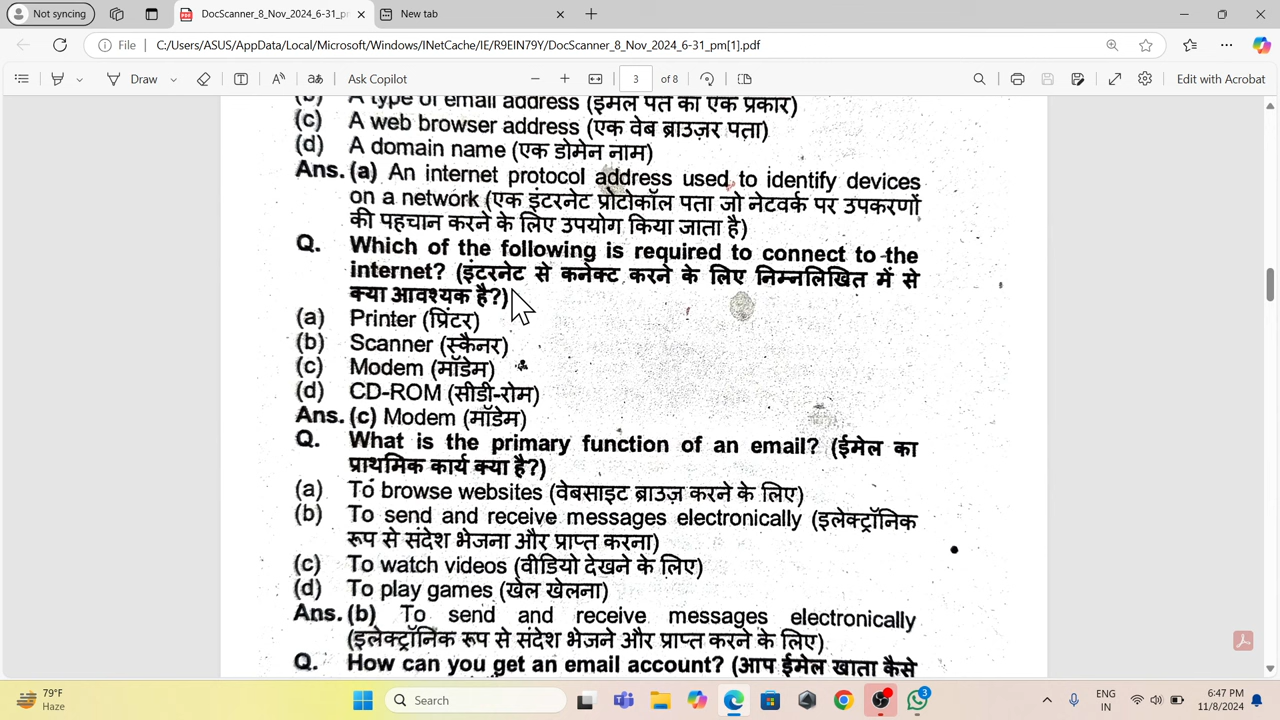 Not syncing
DocScanner_8_Nov_2024_6-31_pr
New tab
File
C:/Users/ASUS/AppData/Local/Microsoft/Windows/INetCache/IE/R9EIN79Y/DocScanner_8_Nov_2024_6-31_pm[1].pdf
Draw
Ask Copilot
3 of 8
Edit with Acrobat
(b) A type of email address (ईमेल पते का एक प्रकार)
(c) A web browser address (एक वेब ब्राउज़र पता)
(d) A domain name (एक डोमेन नाम)
Ans. (a) An internet protocol address used to identify devices
on a network (एक इंटरनेट प्रोटोकॉल पता जो नेटवर्क पर उपकरणों
की पहचान करने के लिए उपयोग किया जाता है)
Q. Which of the following is required to connect to the
internet? (इंटरनेट से कनेक्ट करने के लिए निम्नलिखित में से
क्या आवश्यक है?)
(a) Printer (प्रिंटर)
(b) Scanner (स्कैनर)
(c) Modem (मॉडेम)
(d) CD-ROM (सीडी-रोम)
Ans. (c) Modem (मॉडेम)
Q. What is the primary function of an email? (ईमेल का
प्राथमिक कार्य क्या है?)
(a) To browse websites (वेबसाइट ब्राउज़ करने के लिए)
(b) To send and receive messages electronically (इलेक्ट्रॉनिक
रूप से संदेश भेजना और प्राप्त करना)
(c) To watch videos (वीडियो देखने के लिए)
(d) To play games (खेल खेलना)
Ans. (b) To send and receive messages electronically
(इलेक्ट्रॉनिक रूप से संदेश भेजने और प्राप्त करने के लिए)
Q. How can you get an email account? (आप ईमेल खाता कैसे
79°F
Haze
Search
3
ENG
IN
6:47 PM
11/8/2024